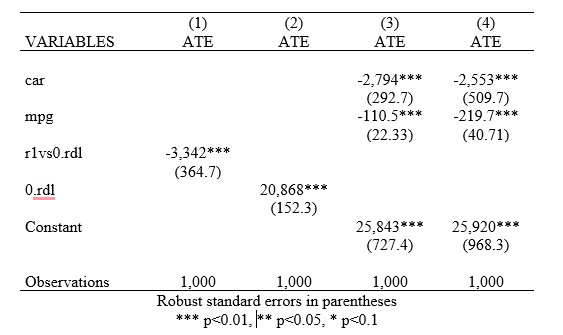 (1) (2) (3) (4)
VARIABLES ATE ATE ATE ATE
car -2,794*** -2,553***
(292.7) (509.7)
mpg -110.5*** -219.7***
(22.33) (40.71)
r1vs0.rdl -3,342***
(364.7)
0.rdl 20,868***
(152.3)
Constant 25,843*** 25,920***
(727.4) (968.3)
Observations 1,000 1,000 1,000 1,000
Robust standard errors in parentheses
*** p<0.01, ** p<0.05, * p<0.1